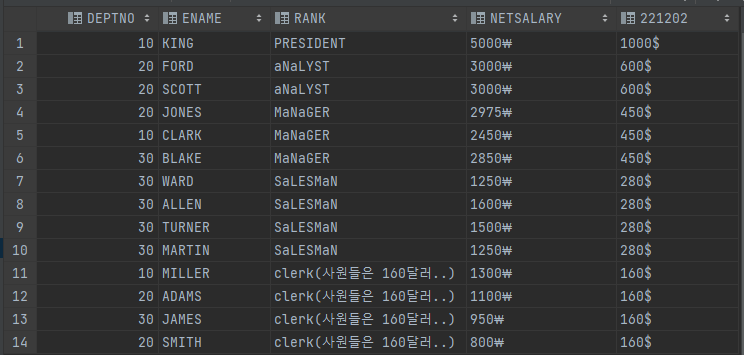 DEPTNO ENAME RANK NETSALARY 221202
1 10 KING PRESIDENT 5000₩ 1000$
2 20 FORD aNaLYST 3000₩ 600$
3 20 SCOTT aNaLYST 3000₩ 600$
4 20 JONES MaNaGER 2975₩ 450$
5 10 CLARK MaNaGER 2450₩ 450$
6 30 BLAKE MaNaGER 2850₩ 450$
7 30 WARD SaLESMaN 1250₩ 280$
8 30 ALLEN SaLESMaN 1600₩ 280$
9 30 TURNER SaLESMaN 1500₩ 280$
10 30 MARTIN SaLESMaN 1250₩ 280$
11 10 MILLER clerk(사원들은 160달러..) 1300₩ 160$
12 20 ADAMS clerk(사원들은 160달러..) 1100₩ 160$
13 30 JAMES clerk(사원들은 160달러..) 950₩ 160$
14 20 SMITH clerk(사원들은 160달러..) 800₩ 160$